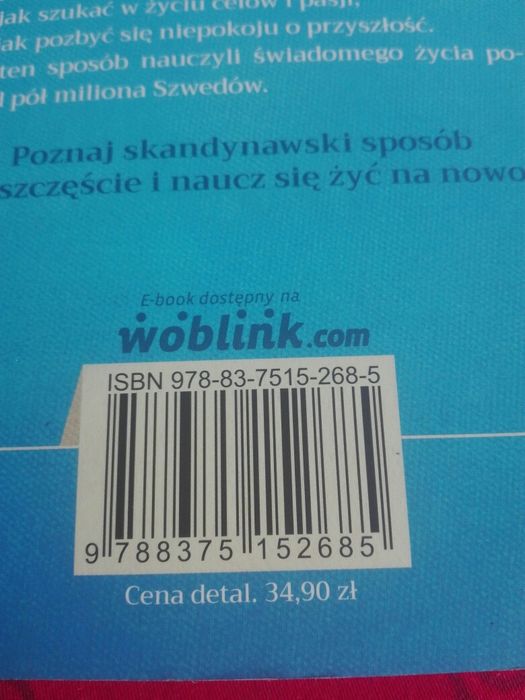 jak szukać w życiu celów i pasji,
jak pozbyć się niepokoju o przyszłość.
ten sposób nauczyli świadomego życia po-
pół miliona Szwedów.
Poznaj skandynawski sposób
szczęście i naucz się żyć na nowo
E-book dostępny na
woblink.com
ISBN 978-83-7515-268-5
9 788375 152685
Cena detal. 34,90 zł